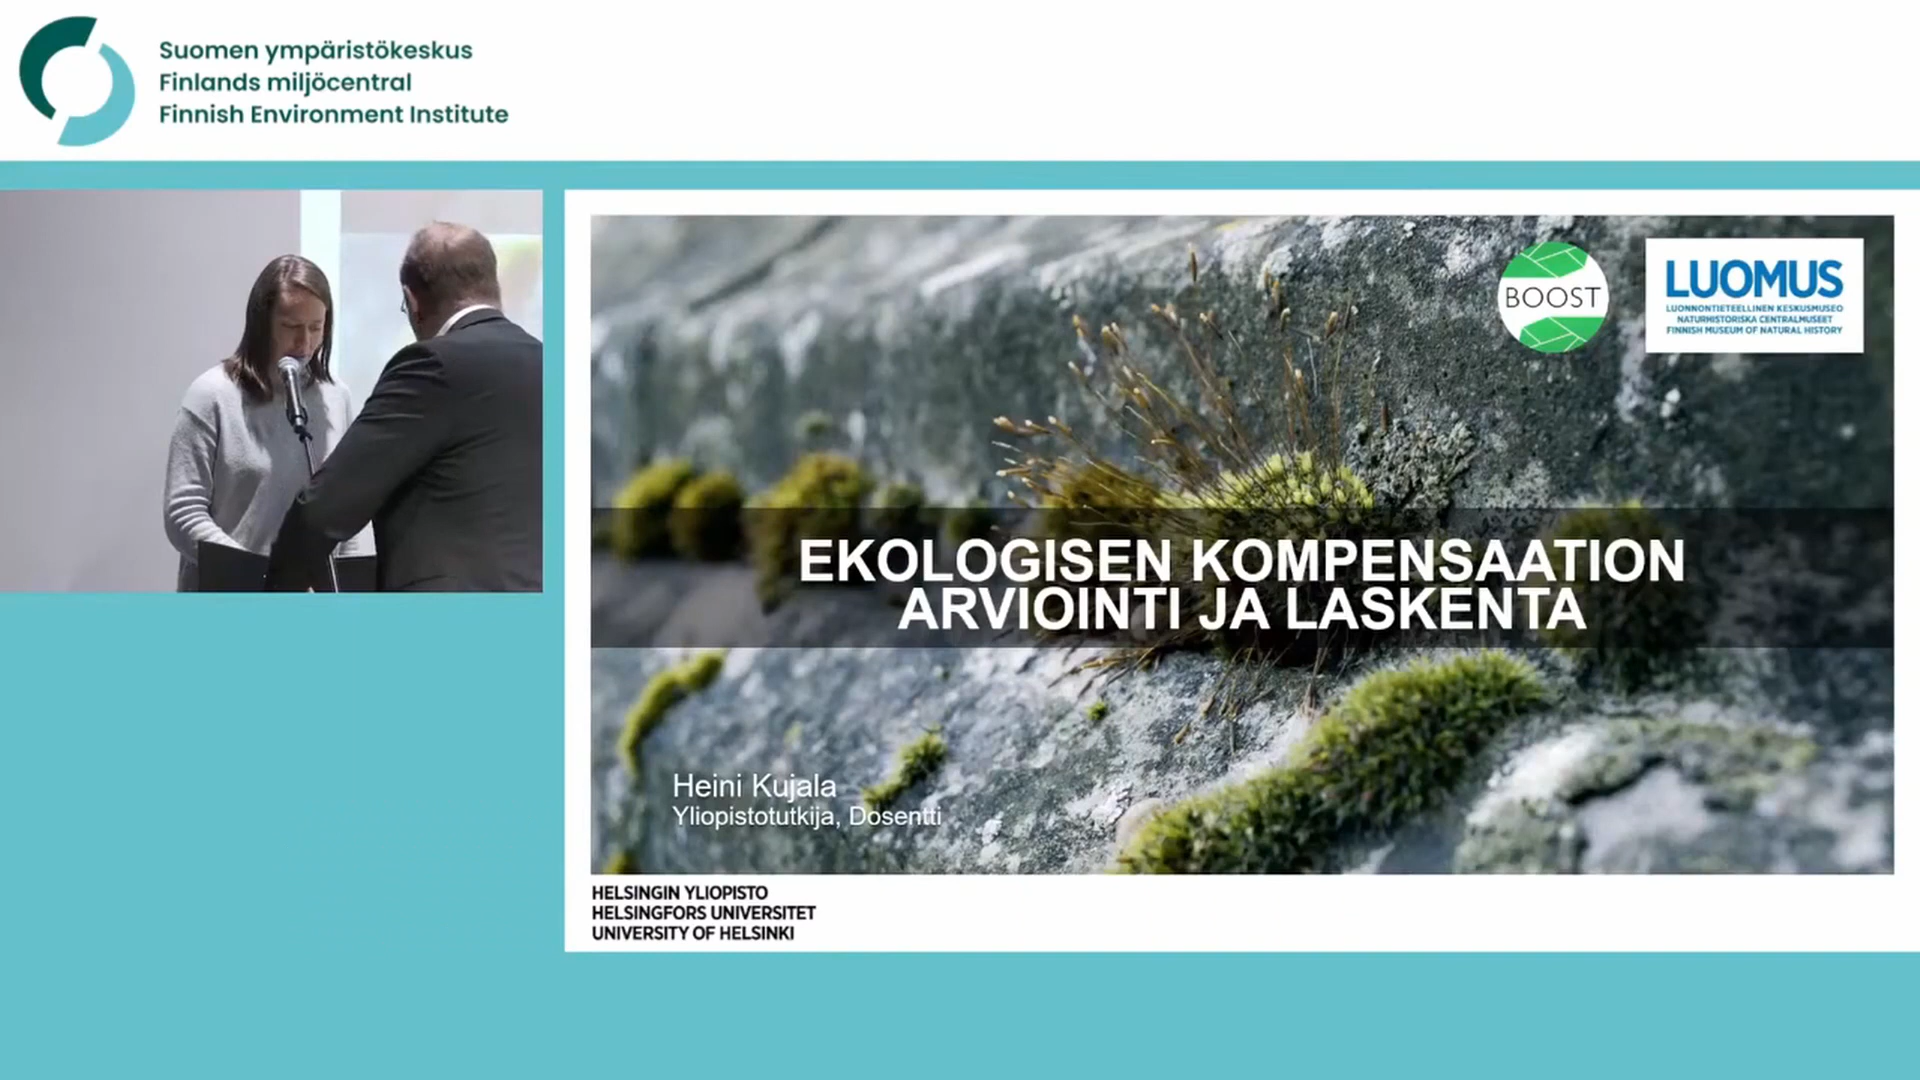 Suomen ympäristökeskus
Finlands miljöcentral
Finnish Environment Institute
BOOST
LUOMUS
LUONNONTIETEELLINEN KESKUSMUSEO
NATURHISTORISKA CENTRALMUSEET
FINNISH MUSEUM OF NATURAL HISTORY
EKOLOGISEN KOMPENSAATION
ARVIOINTI JA LASKENTA
Heini Kujala
Yliopistotutkija, Dosentti
HELSINGIN YLIOPISTO
HELSINGFORS UNIVERSITET
UNIVERSITY OF HELSINKI